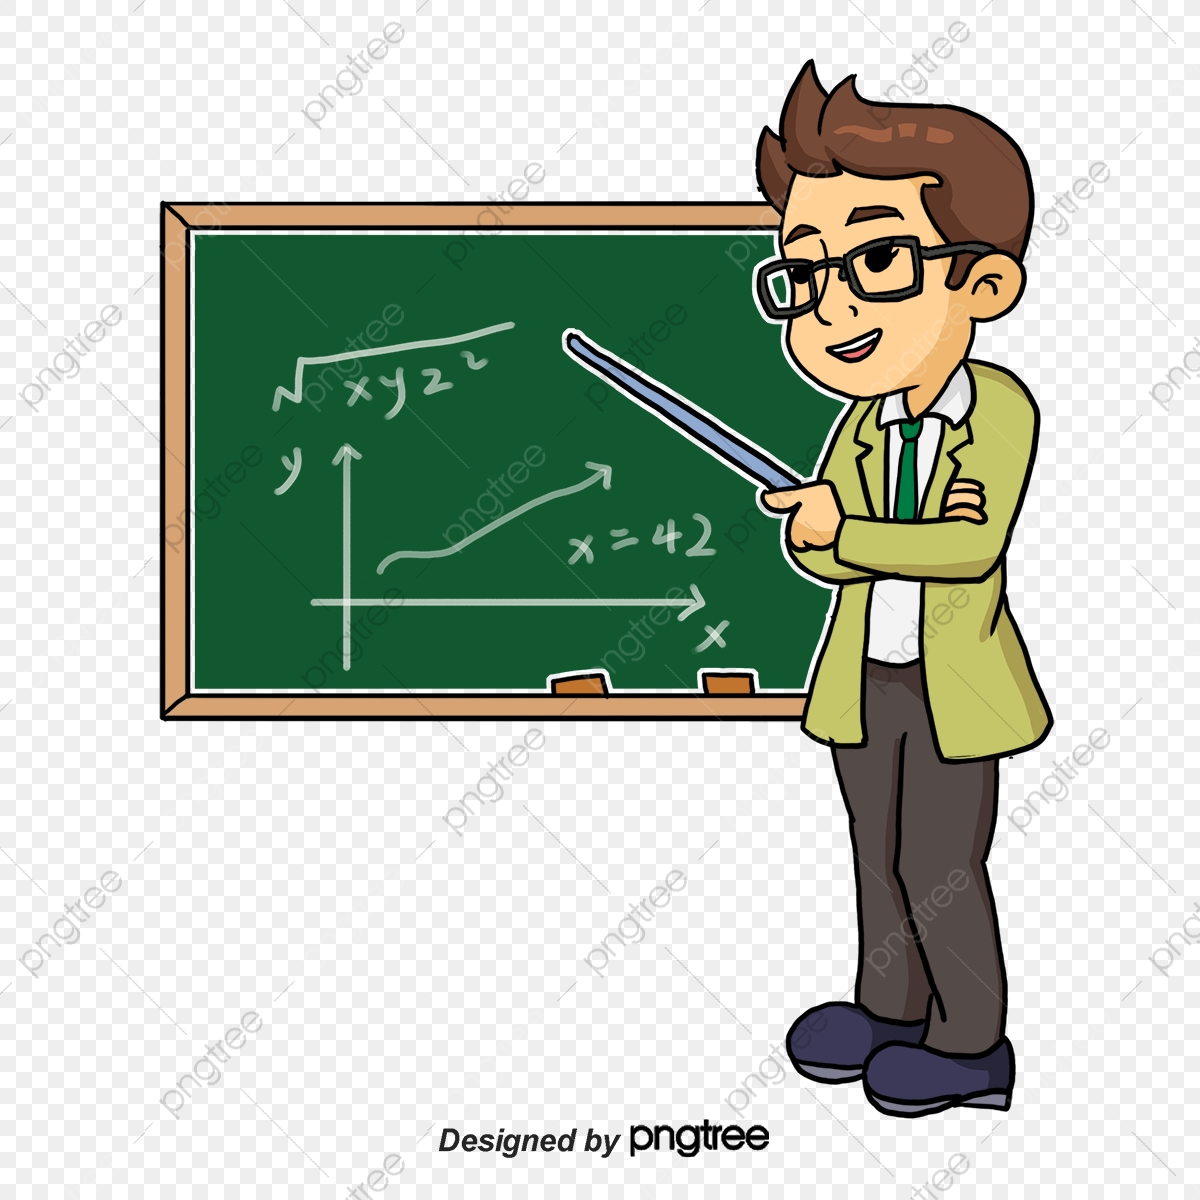 √xyz²
y
x=42
x
Designed by pngtree